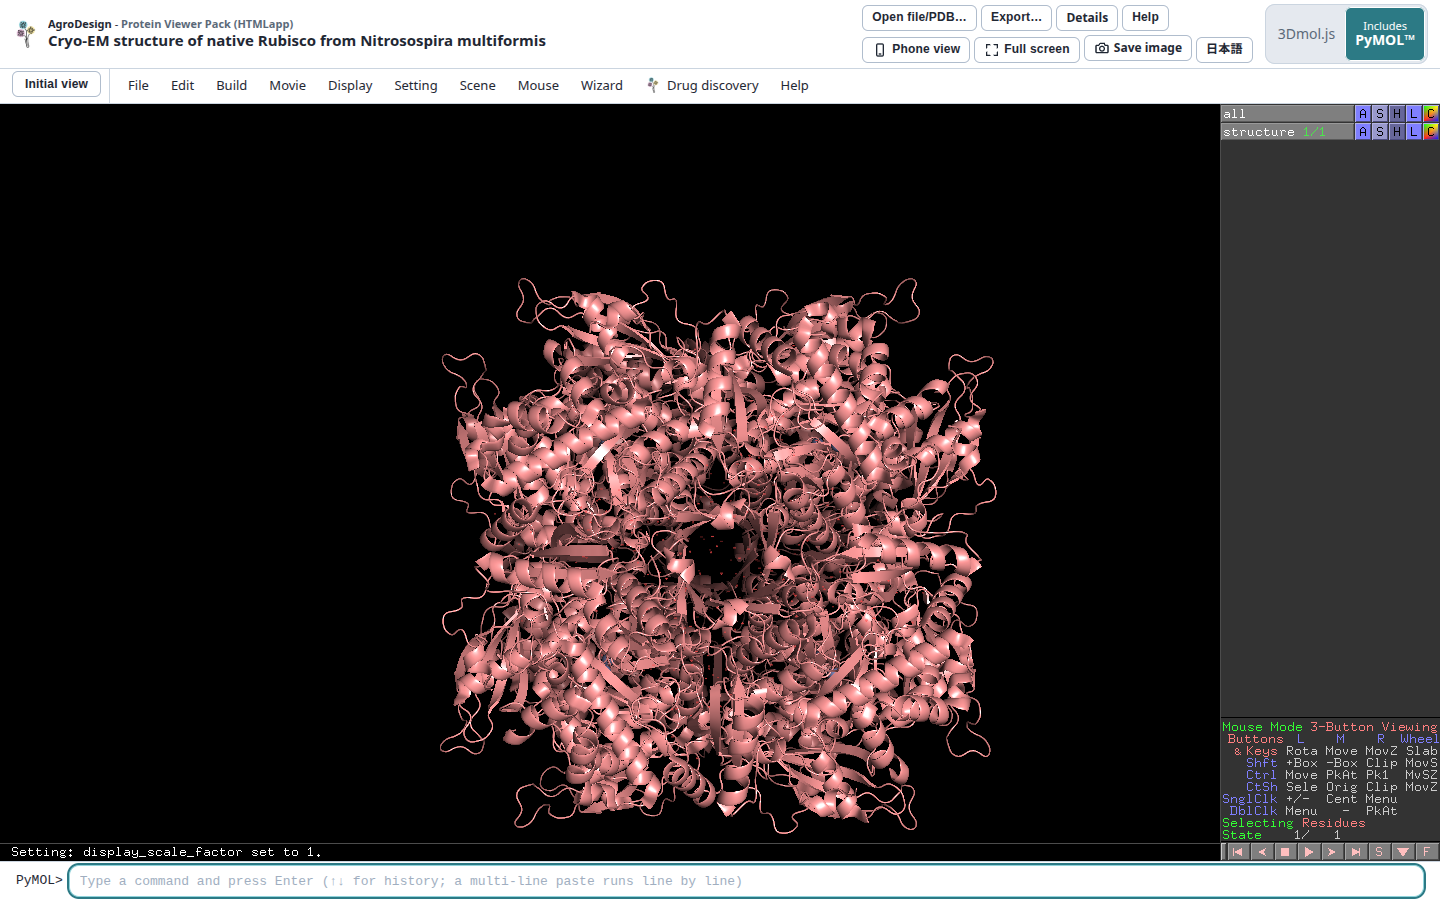 AgroDesign - Protein Viewer Pack (HTMLapp)
Cryo-EM structure of native Rubisco from Nitrosospira multiformis
Open file/PDB... Export... Details Help
Phone view Full screen Save image 日本語
3Dmol.js
Includes
PyMOL™
Initial view File Edit Build Movie Display Setting Scene Mouse Wizard Drug discovery Help
all A S H L C
structure 1/1 A S H L C
Mouse Mode 3-Button Viewing
Buttons L M R Wheel
& Keys Rota Move MovZ Slab
Shft +Box -Box Clip MovS
Ctrl Move PkAt Pk1 MvSZ
CtSh Sele Orig Clip MovZ
SnglClk +/- Cent Menu
DblClk Menu - PkAt
Selecting Residues
State 1/ 1
S F
Setting: display_scale_factor set to 1.
PyMOL> Type a command and press Enter (↑↓ for history; a multi-line paste runs line by line)